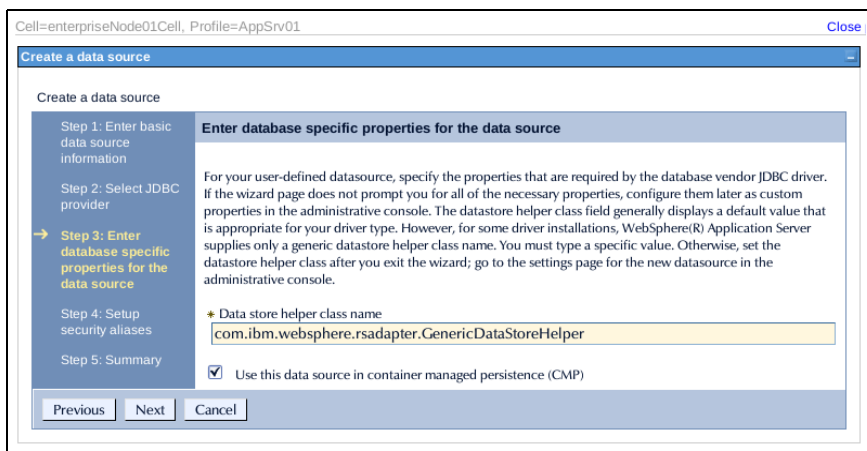 Cell=enterpriseNode01Cell, Profile=AppSrv01
Close
Create a data source
Create a data source
Step 1: Enter basic
data source
information
Step 2: Select JDBC
provider
Step 3: Enter
database specific
properties for the
data source
Step 4: Setup
security aliases
Step 5: Summary
Enter database specific properties for the data source
For your user-defined datasource, specify the properties that are required by the database vendor JDBC driver.
If the wizard page does not prompt you for all of the necessary properties, configure them later as custom
properties in the administrative console. The datastore helper class field generally displays a default value that
is appropriate for your driver type. However, for some driver installations, WebSphere(R) Application Server
supplies only a generic datastore helper class name. You must type a specific value. Otherwise, set the
datastore helper class after you exit the wizard; go to the settings page for the new datasource in the
administrative console.
* Data store helper class name
com.ibm.websphere.rsadapter.GenericDataStoreHelper
Use this data source in container managed persistence (CMP)
Previous Next Cancel